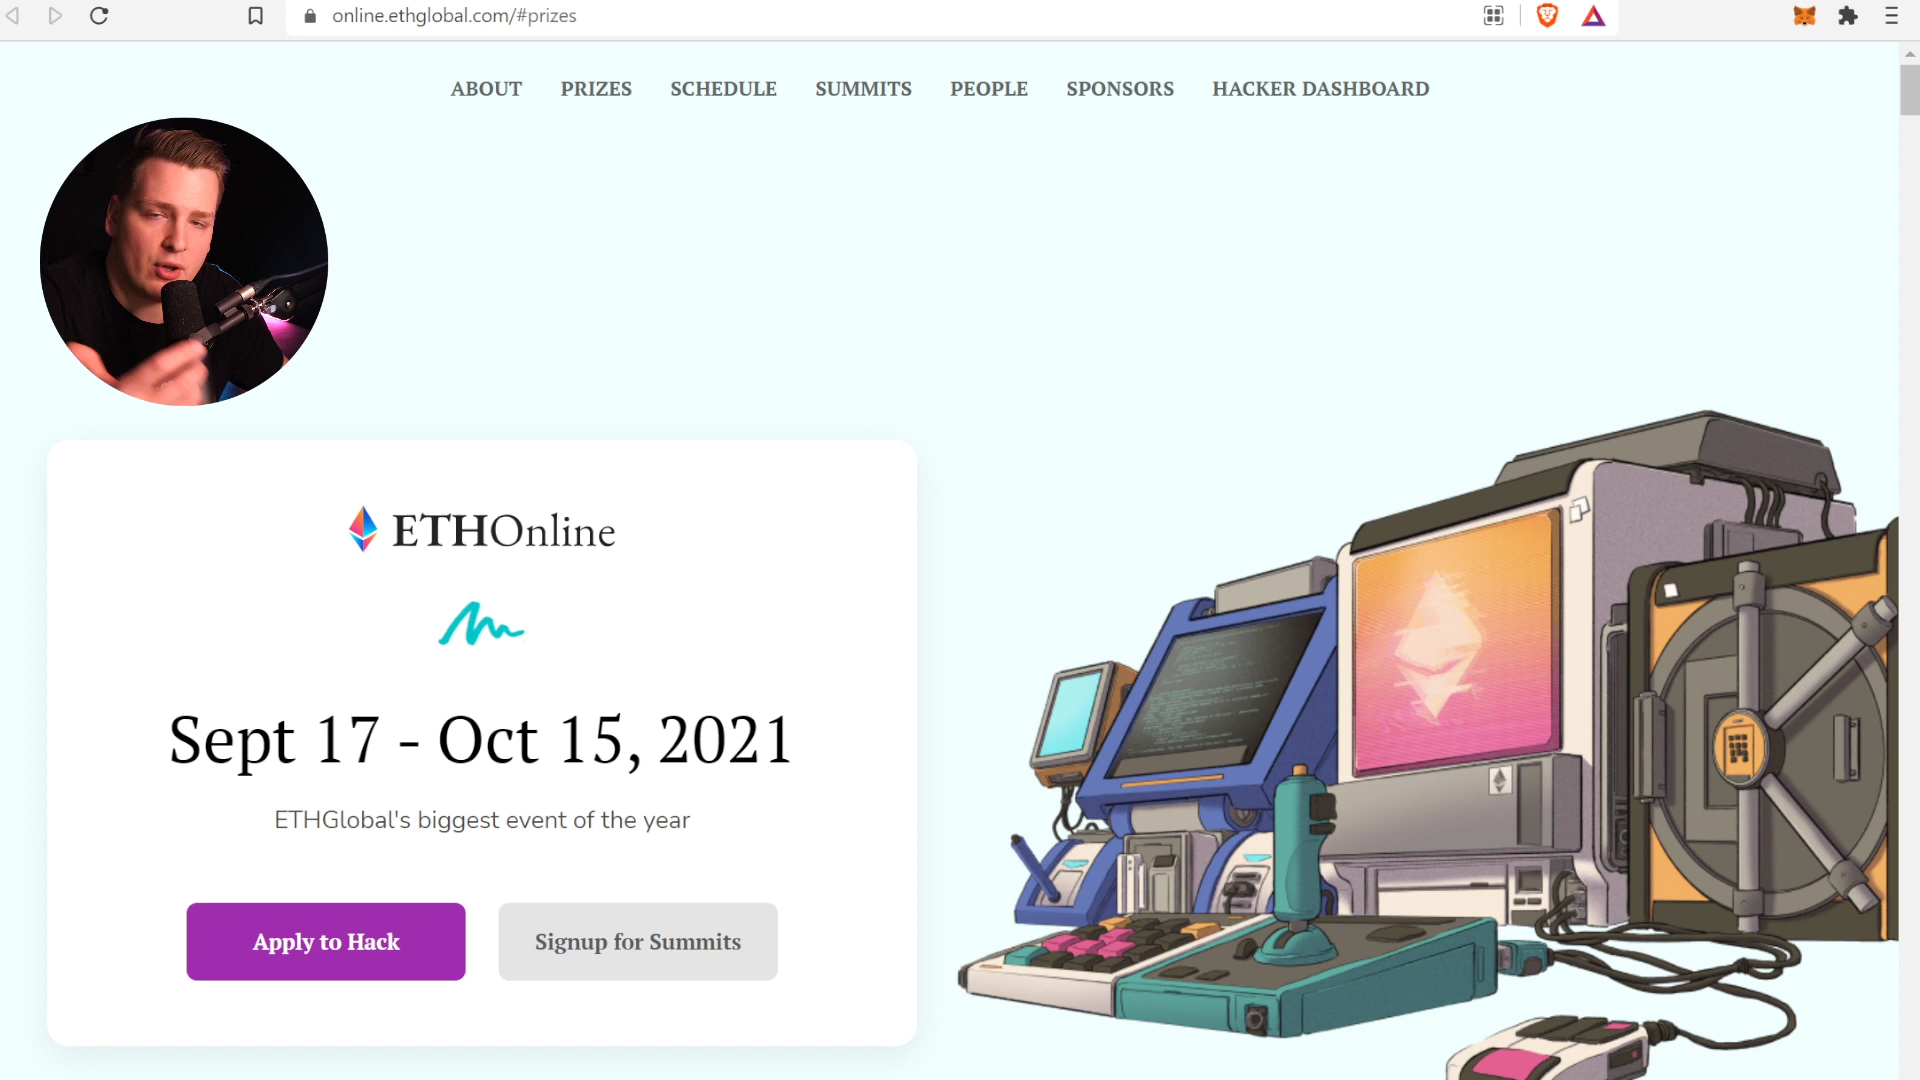 online.ethglobal.com/#prizes
ABOUT PRIZES SCHEDULE SUMMITS PEOPLE SPONSORS HACKER DASHBOARD
ETHOnline
Sept 17 - Oct 15, 2021
ETHGlobal's biggest event of the year
Apply to Hack Signup for Summits